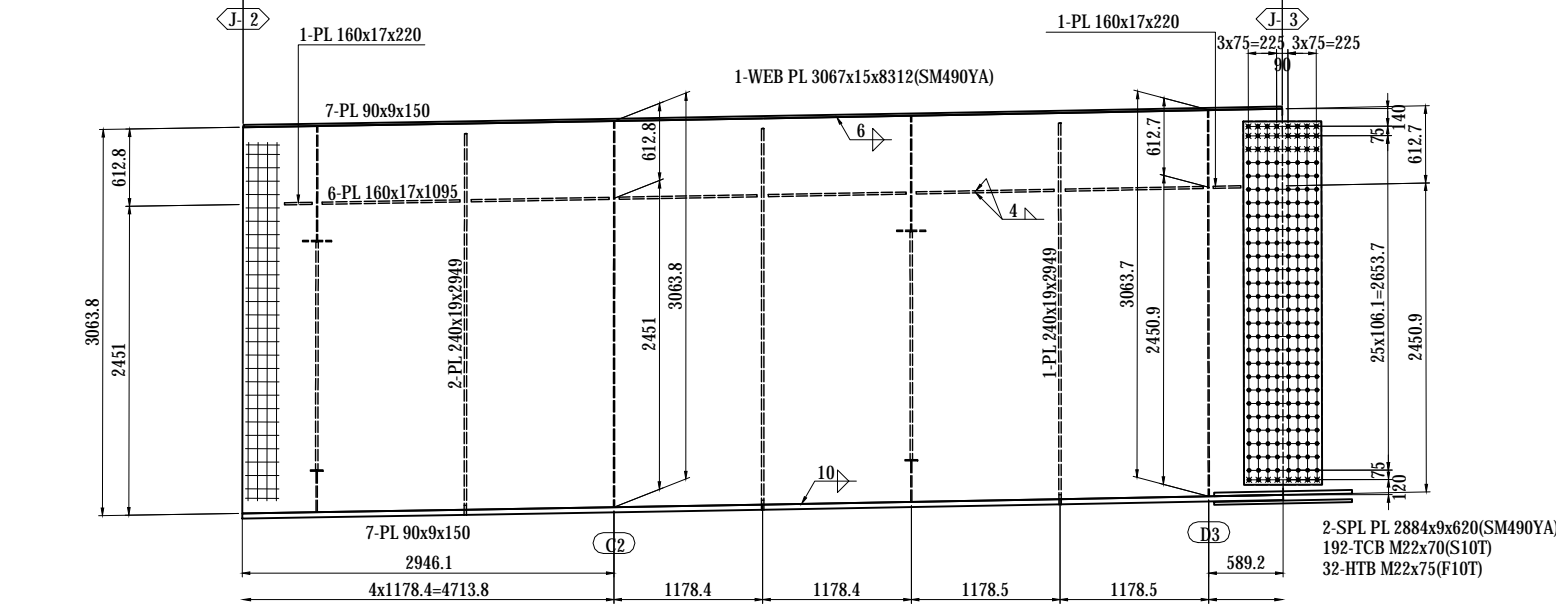 J- 2
J- 3
1-PL 160x17x220
1-PL 160x17x220
3x75=225
3x75=225
90
1-WEB PL 3067x15x8312(SM490YA)
7-PL 90x9x150
140
75
612.8
612.8
612.7
612.7
6
6-PL 160x17x1095
4
3063.8
2451
2-PL 240x19x2949
2451
3063.8
3063.7
2450.9
1-PL 240x19x2949
25x106.1=2653.7
2450.9
10
75
120
7-PL 90x9x150
C2
D3
2-SPL PL 2884x9x620(SM490YA)
192-TCB M22x70(S10T)
32-HTB M22x75(F10T)
2946.1
589.2
4x1178.4=4713.8
1178.4
1178.4
1178.5
1178.5